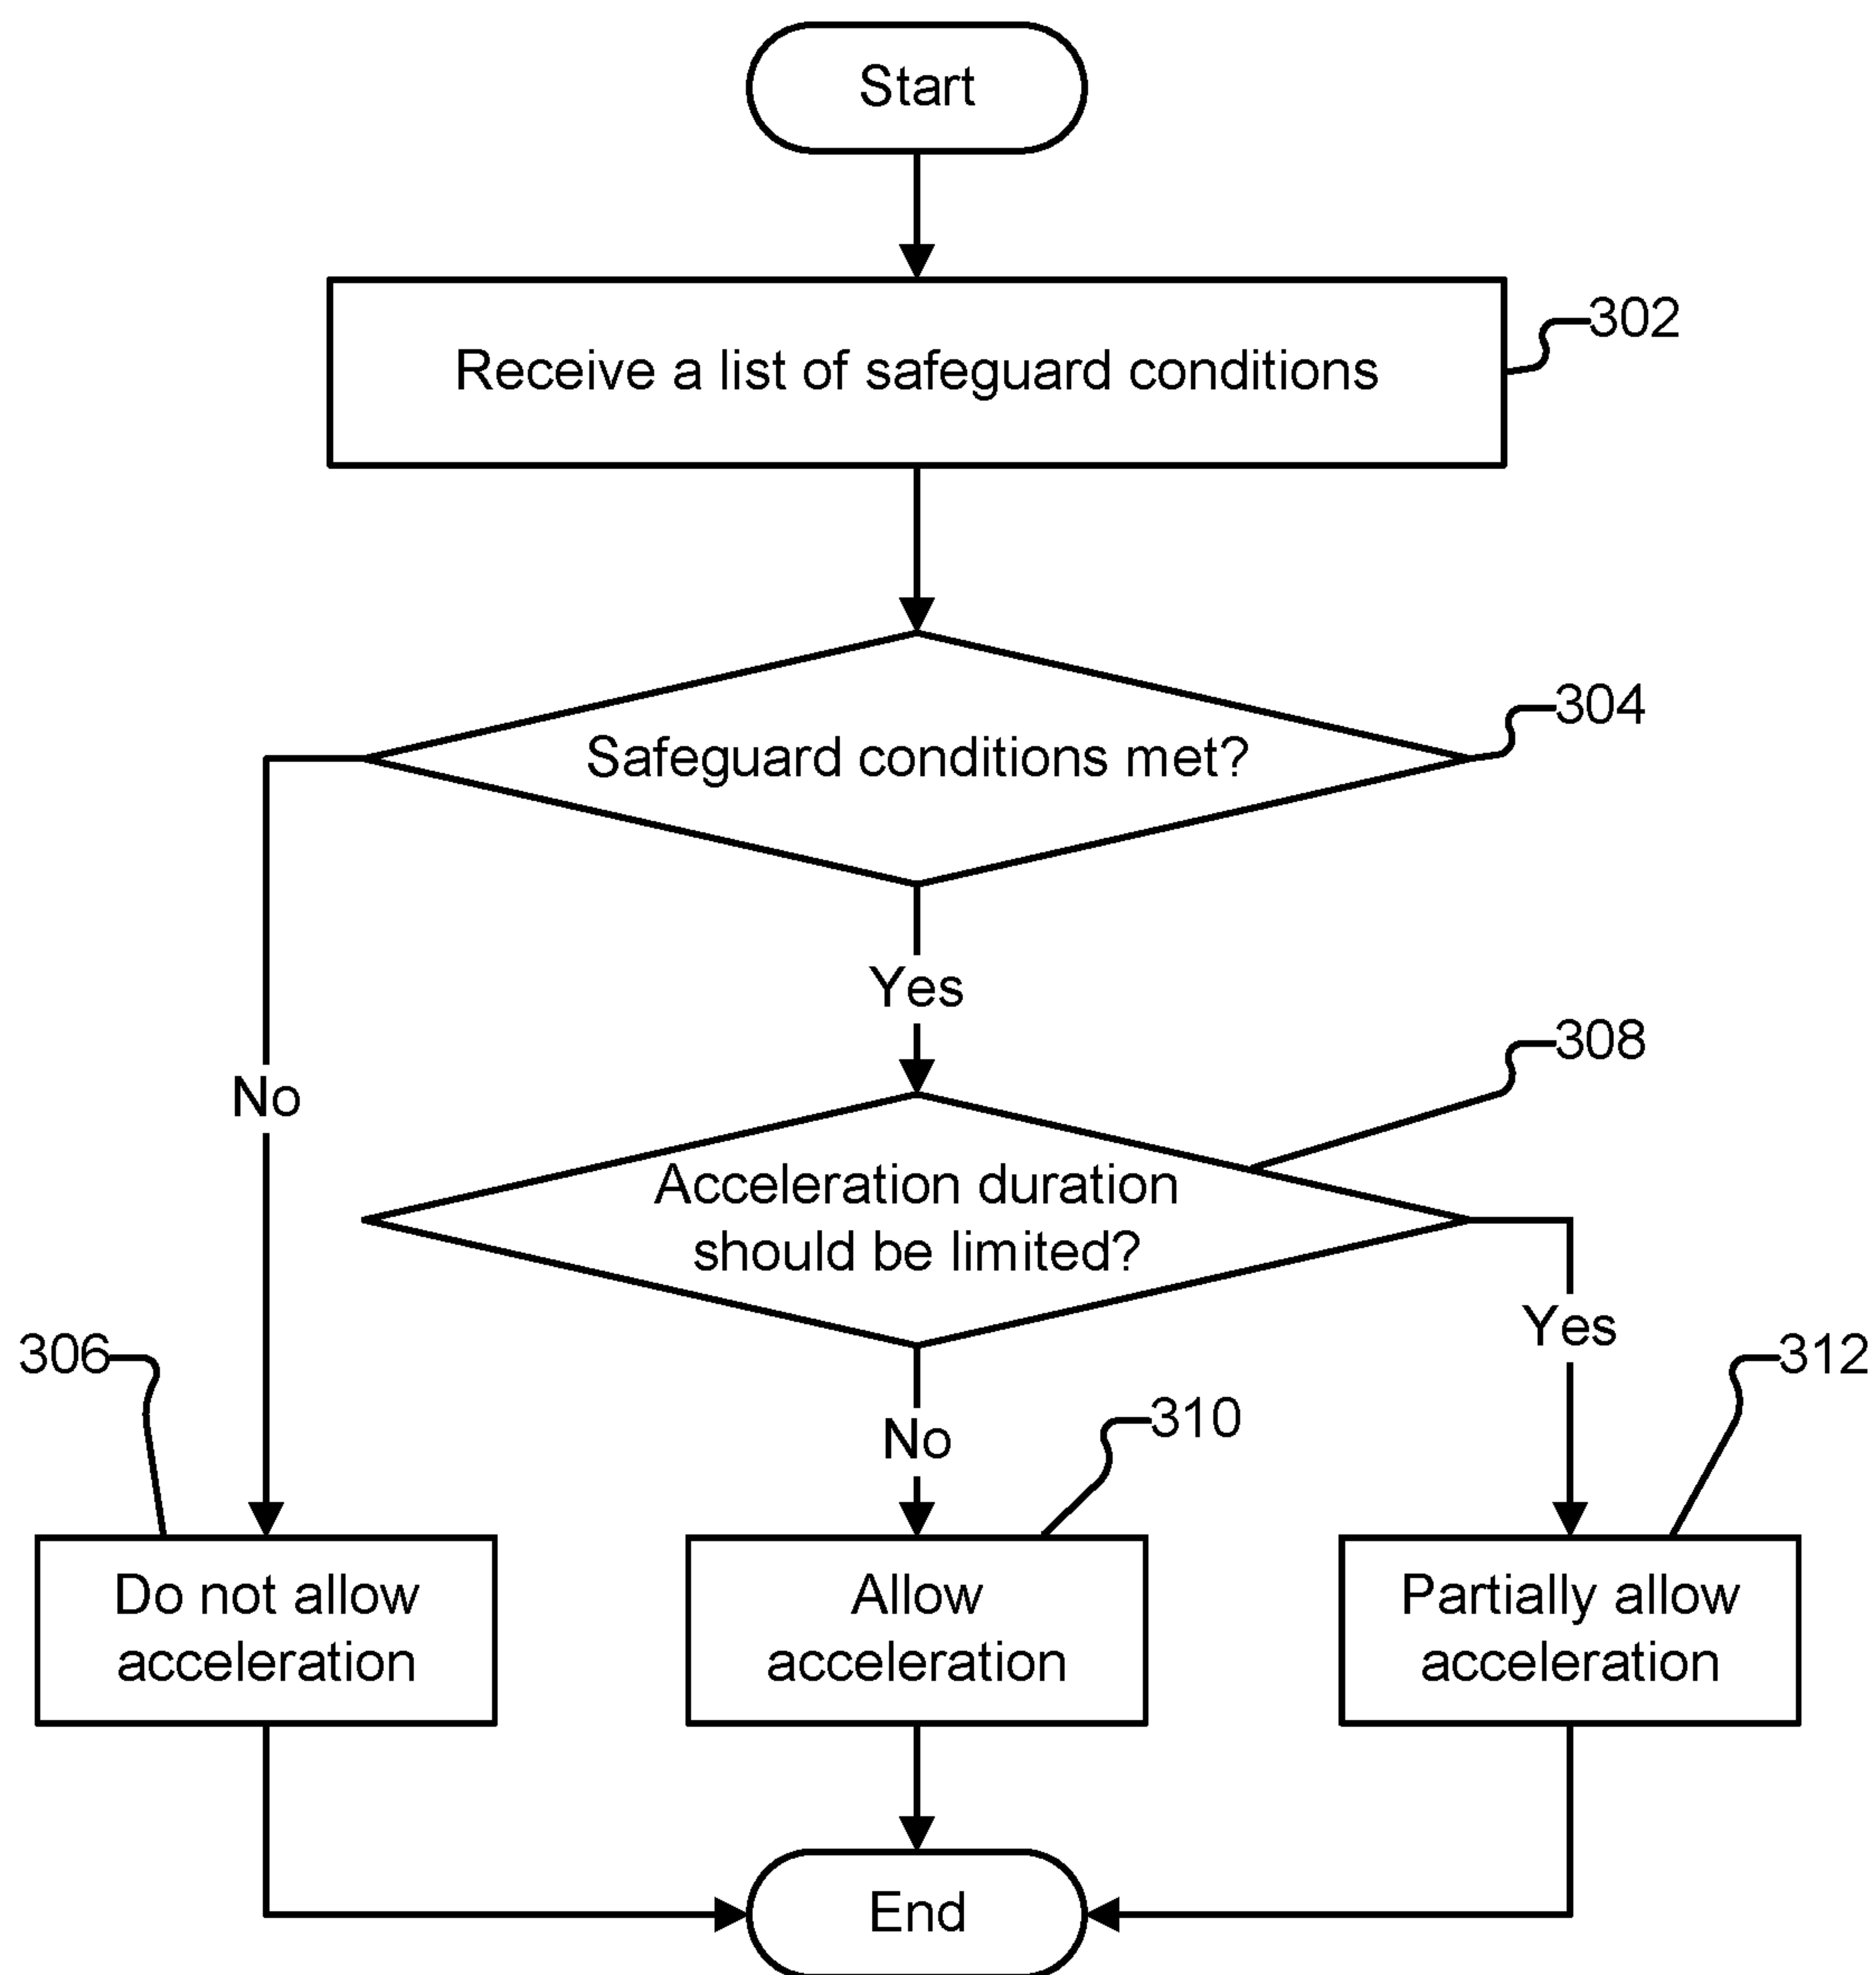 Start
Receive a list of safeguard conditions
302
Safeguard conditions met?
304
Yes
No
308
Acceleration duration
should be limited?
Yes
No
306
310
312
Do not allow
acceleration
Allow
acceleration
Partially allow
acceleration
End